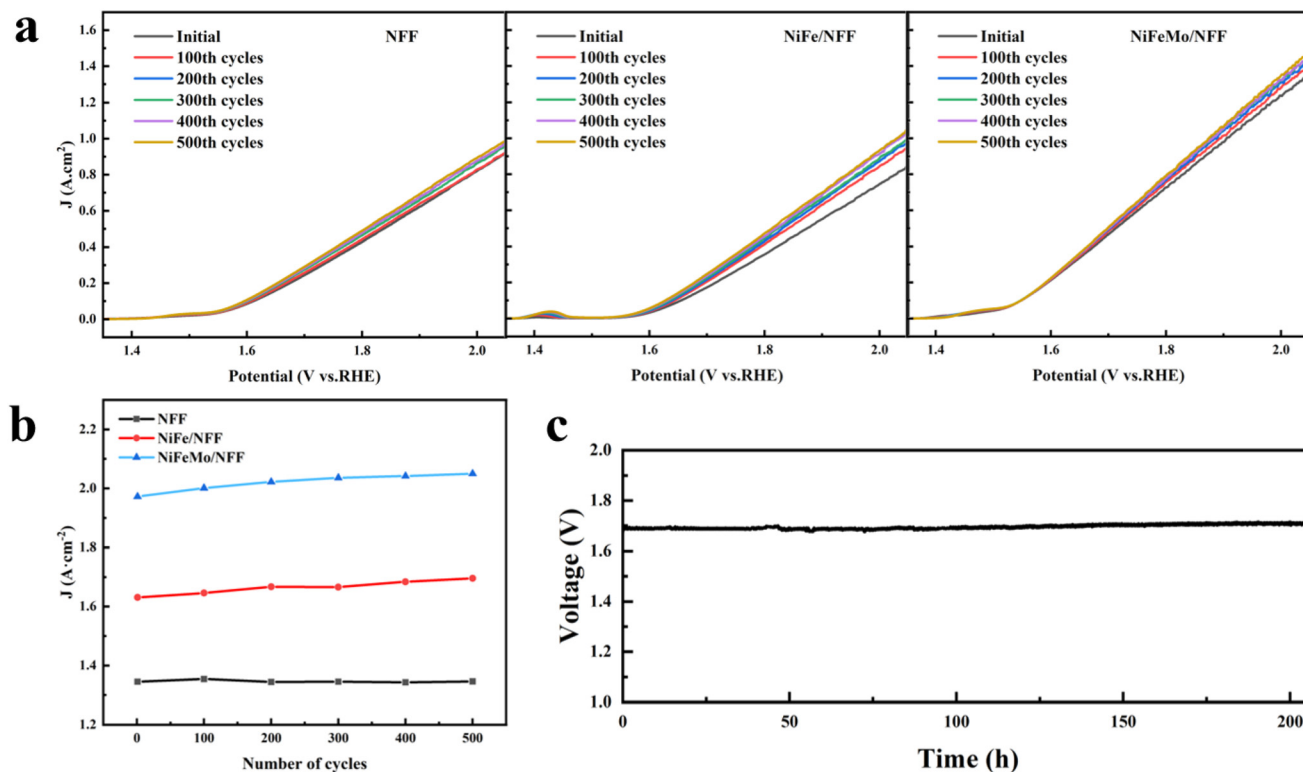 a
1.6
1.4
1.2
1.0
0.8
0.6
0.4
0.2
0.0
J (A.cm²)
Initial
100th cycles
200th cycles
300th cycles
400th cycles
500th cycles
NFF
1.4 1.6 1.8 2.0
Potential (V vs.RHE)
Initial
100th cycles
200th cycles
300th cycles
400th cycles
500th cycles
NiFe/NFF
1.4 1.6 1.8 2.0
Potential (V vs.RHE)
Initial
100th cycles
200th cycles
300th cycles
400th cycles
500th cycles
NiFeMo/NFF
1.4 1.6 1.8 2.0
Potential (V vs.RHE)
b
NFF
NiFe/NFF
NiFeMo/NFF
2.2
2.0
1.8
1.6
1.4
1.2
J (A·cm⁻²)
0 100 200 300 400 500
Number of cycles
c
2.0
1.8
1.6
1.4
1.2
1.0
Voltage (V)
0 50 100 150 200
Time (h)